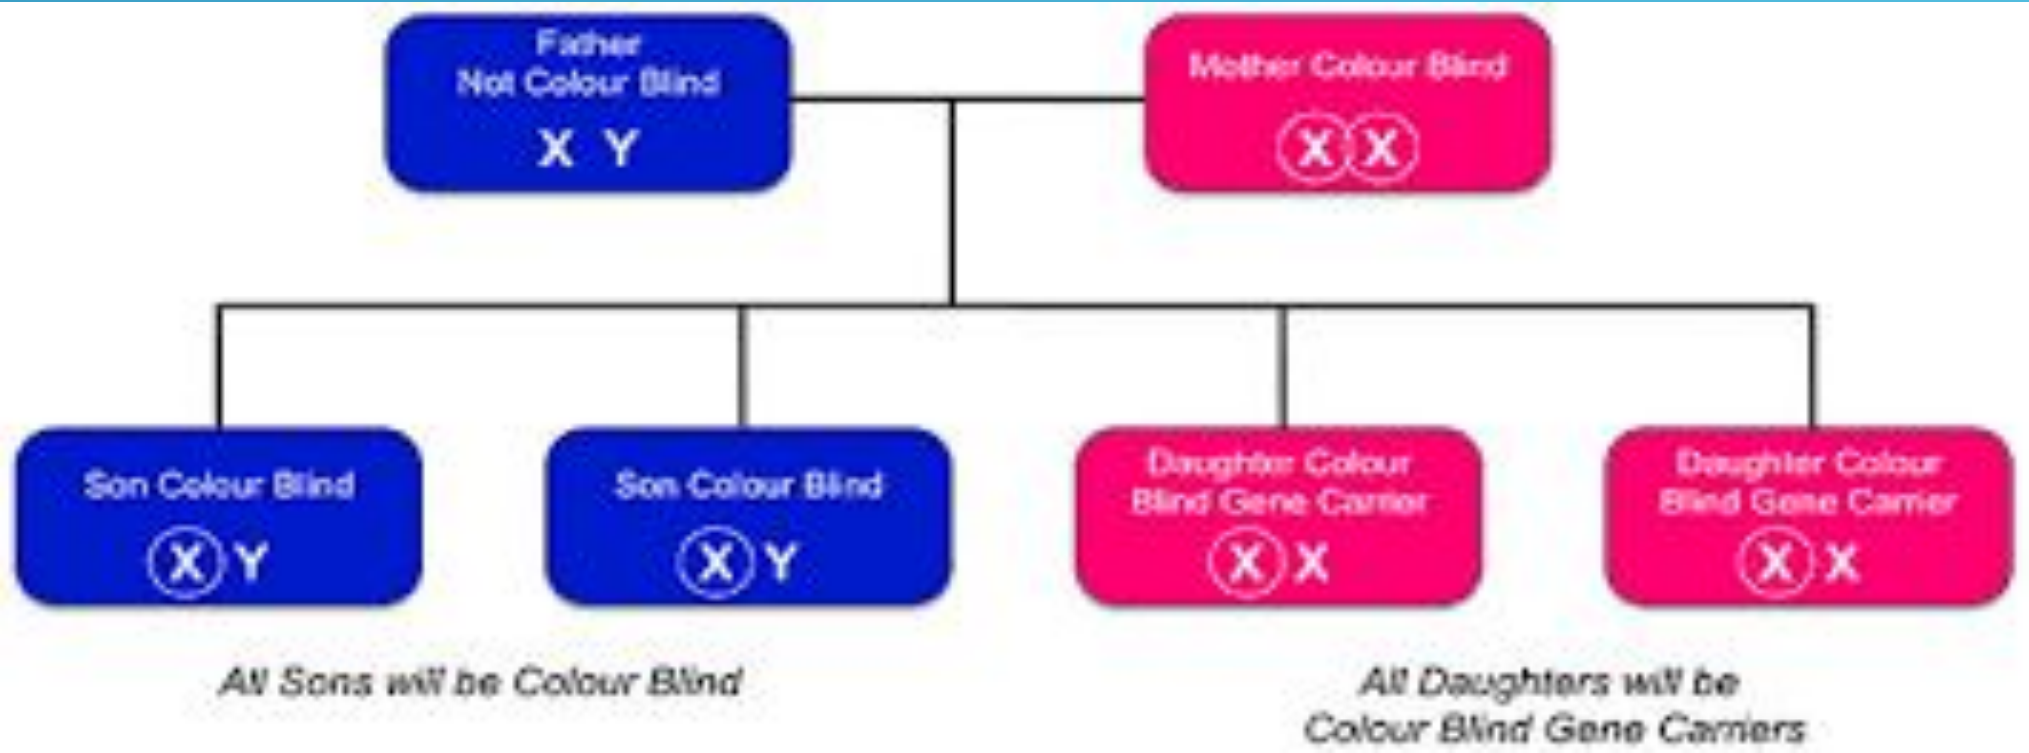 Father
Not Colour Blind
X Y
Mother Colour Blind
X X
Son Colour Blind
X Y
Son Colour Blind
X Y
Daughter Colour
Blind Gene Carrier
X X
Daughter Colour
Blind Gene Carrier
X X
All Sons will be Colour Blind
All Daughters will be
Colour Blind Gene Carriers